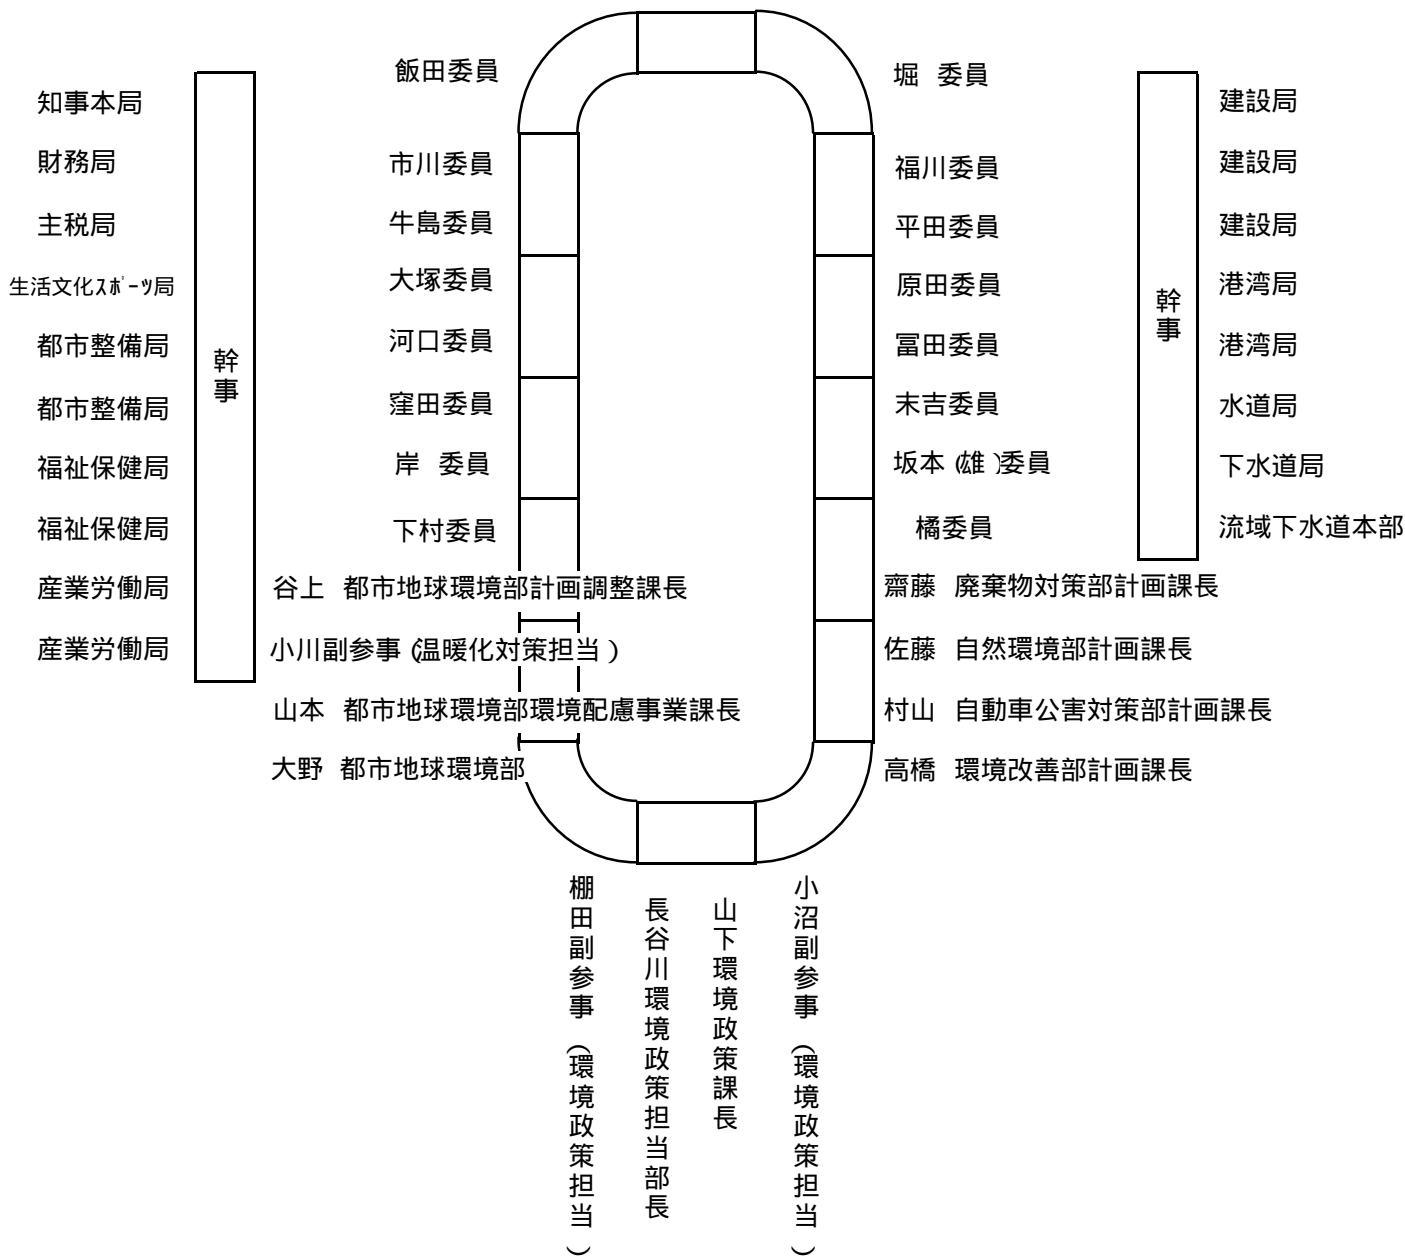 知事本局
財務局
主税局
生活文化ｽﾎﾟｰﾂ局
都市整備局
都市整備局
福祉保健局
福祉保健局
産業労働局
産業労働局
幹事
飯田委員
市川委員
牛島委員
大塚委員
河口委員
窪田委員
岸 委員
下村委員
谷上 都市地球環境部計画調整課長
小川副参事(温暖化対策担当)
山本 都市地球環境部環境配慮事業課長
大野 都市地球環境部
堀 委員
福川委員
平田委員
原田委員
冨田委員
末吉委員
坂本(雄)委員
橘委員
齋藤 廃棄物対策部計画課長
佐藤 自然環境部計画課長
村山 自動車公害対策部計画課長
高橋 環境改善部計画課長
幹事
建設局
建設局
建設局
港湾局
港湾局
水道局
下水道局
流域下水道本部
棚田副参事(環境政策担当)
長谷川環境政策担当部長
山下環境政策課長
小沼副参事(環境政策担当)